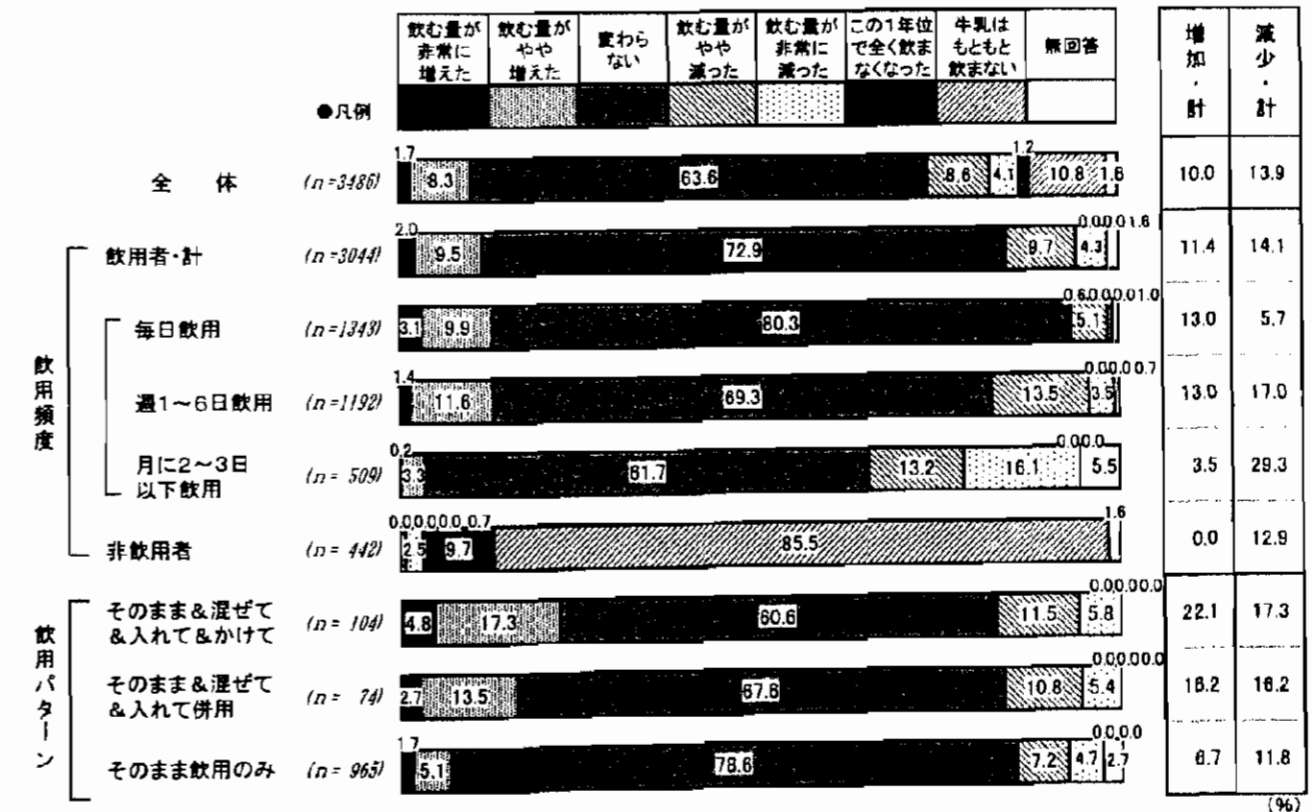 飲む量が非常に増えた 飲む量がやや増えた 変わらない 飲む量がやや減った 飲む量が非常に減った この1年位で全く飲まなくなった 牛乳はもともと飲まない 無回答 増加・計 減少・計
●凡例
全 体 (n=3486) 1.7 8.3 63.6 8.6 4.1 1.2 10.8 1.6 10.0 13.9
飲用頻度
飲用者・計 (n=3044) 2.0 9.5 72.9 9.7 4.3 0.0 0.0 1.6 11.4 14.1
毎日飲用 (n=1343) 3.1 9.9 80.3 5.1 0.6 0.0 0.0 1.0 13.0 5.7
週1~6日飲用 (n=1192) 1.4 11.6 69.3 13.5 3.5 0.0 0.0 0.7 13.0 17.0
月に2~3日
以下飲用 (n= 509) 0.2 3.3 61.7 13.2 16.1 0.0 0.0 5.5 3.5 29.3
非飲用者 (n= 442) 0.0 0.0 0.0 0.7 2.5 9.7 85.5 1.6 0.0 12.9
飲用パターン
そのまま&混ぜて
&入れて&かけて (n= 104) 4.8 17.3 60.6 11.5 5.8 0.0 0.0 0.0 22.1 17.3
そのまま&混ぜて
&入れて併用 (n= 74) 2.7 13.5 67.6 10.8 5.4 0.0 0.0 0.0 16.2 16.2
そのまま飲用のみ (n= 965) 1.7 5.1 78.6 7.2 4.7 0.0 0.0 2.7 6.7 11.8
(%)